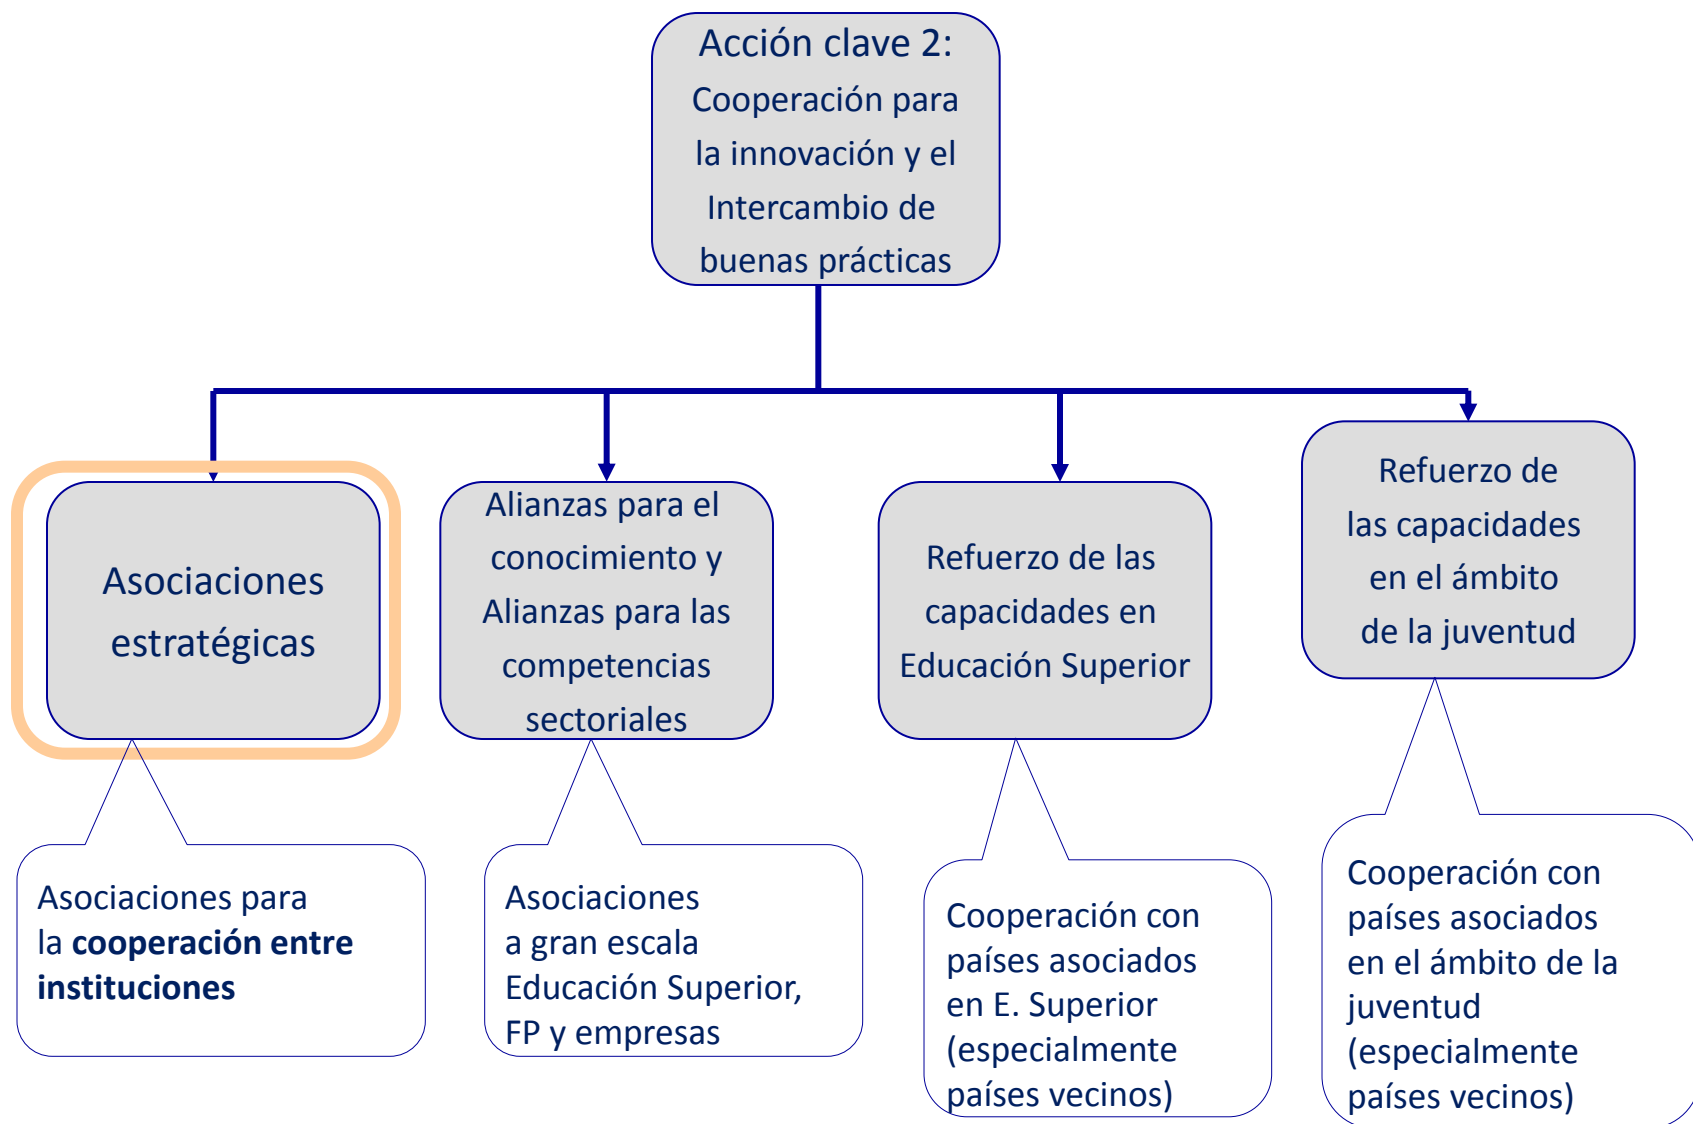 Acción clave 2:
Cooperación para
la innovación y el
Intercambio de
buenas prácticas
Asociaciones
estratégicas
Alianzas para el
conocimiento y
Alianzas para las
competencias
sectoriales
Refuerzo de las
capacidades en
Educación Superior
Refuerzo de
las capacidades
en el ámbito
de la juventud
Asociaciones para
la cooperación entre
instituciones
Asociaciones
a gran escala
Educación Superior,
FP y empresas
Cooperación con
países asociados
en E. Superior
(especialmente
países vecinos)
Cooperación con
países asociados
en el ámbito de la
juventud
(especialmente
países vecinos)